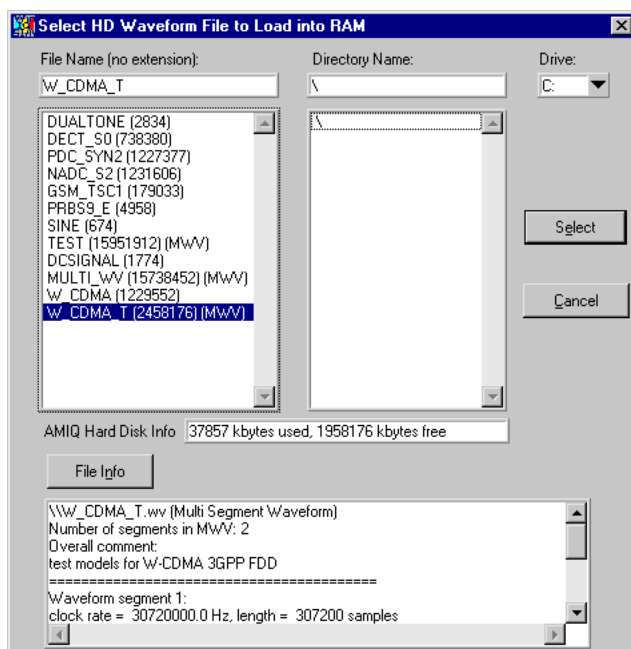 Select HD Waveform File to Load into RAM
File Name (no extension):
Directory Name:
Drive:
W_CDMA_T
\
C:
DUALTONE (2834)
DECT_S0 (738380)
PDC_SYN2 (1227377)
NADC_S2 (1231606)
GSM_TSC1 (179033)
PRBS9_E (4958)
SINE (674)
TEST (15951912) (MWV)
DCSIGNAL (1774)
MULTI_WV (15738452) (MWV)
W_CDMA (1229552)
W_CDMA_T (2458176) (MWV)
\
Select
Cancel
AMIQ Hard Disk Info
37857 kbytes used, 1958176 kbytes free
File Info
\\W_CDMA_T.wv (Multi Segment Waveform)
Number of segments in MWV: 2
Overall comment:
test models for W-CDMA 3GPP FDD
========================================
Waveform segment 1:
clock rate =  30720000.0 Hz, length =  307200 samples